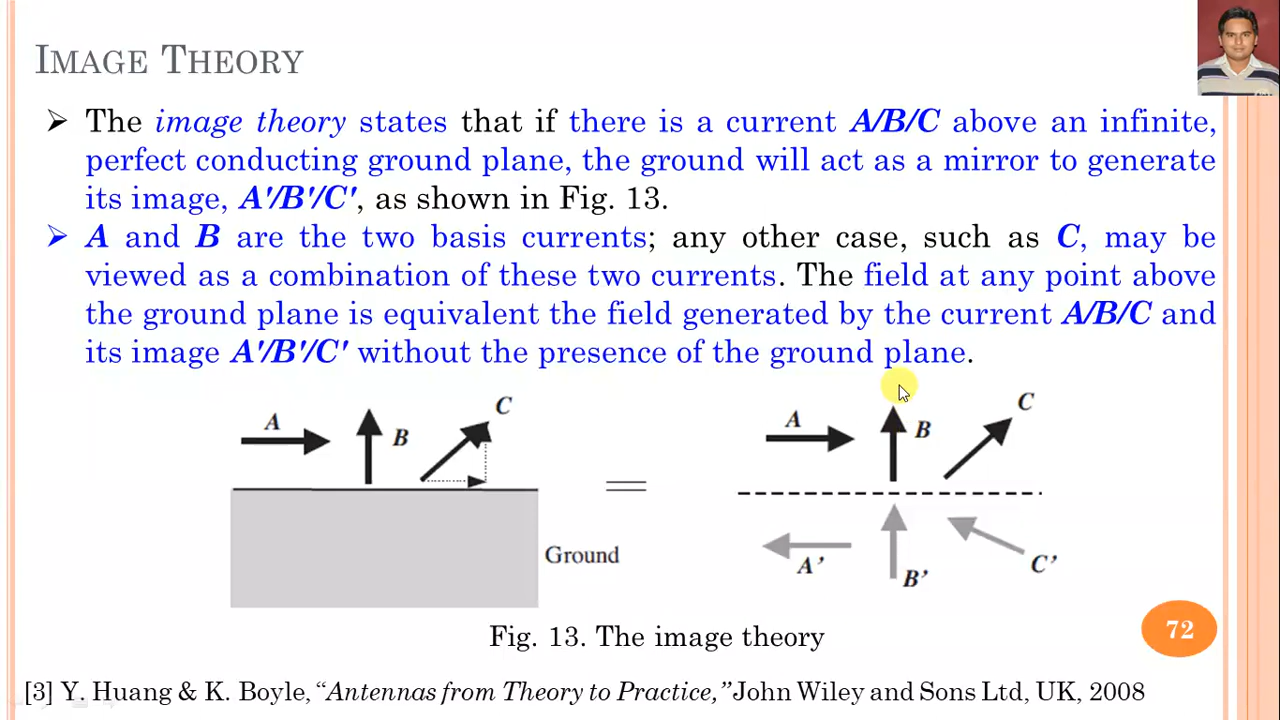 IMAGE THEORY
➢ The image theory states that if there is a current A/B/C above an infinite,
perfect conducting ground plane, the ground will act as a mirror to generate
its image, A'/B'/C', as shown in Fig. 13.
➢ A and B are the two basis currents; any other case, such as C, may be
viewed as a combination of these two currents. The field at any point above
the ground plane is equivalent the field generated by the current A/B/C and
its image A'/B'/C' without the presence of the ground plane.
A
B
C
Ground
=
A
B
C
A'
B'
C'
Fig. 13. The image theory
72
[3] Y. Huang & K. Boyle, “Antennas from Theory to Practice,” John Wiley and Sons Ltd, UK, 2008